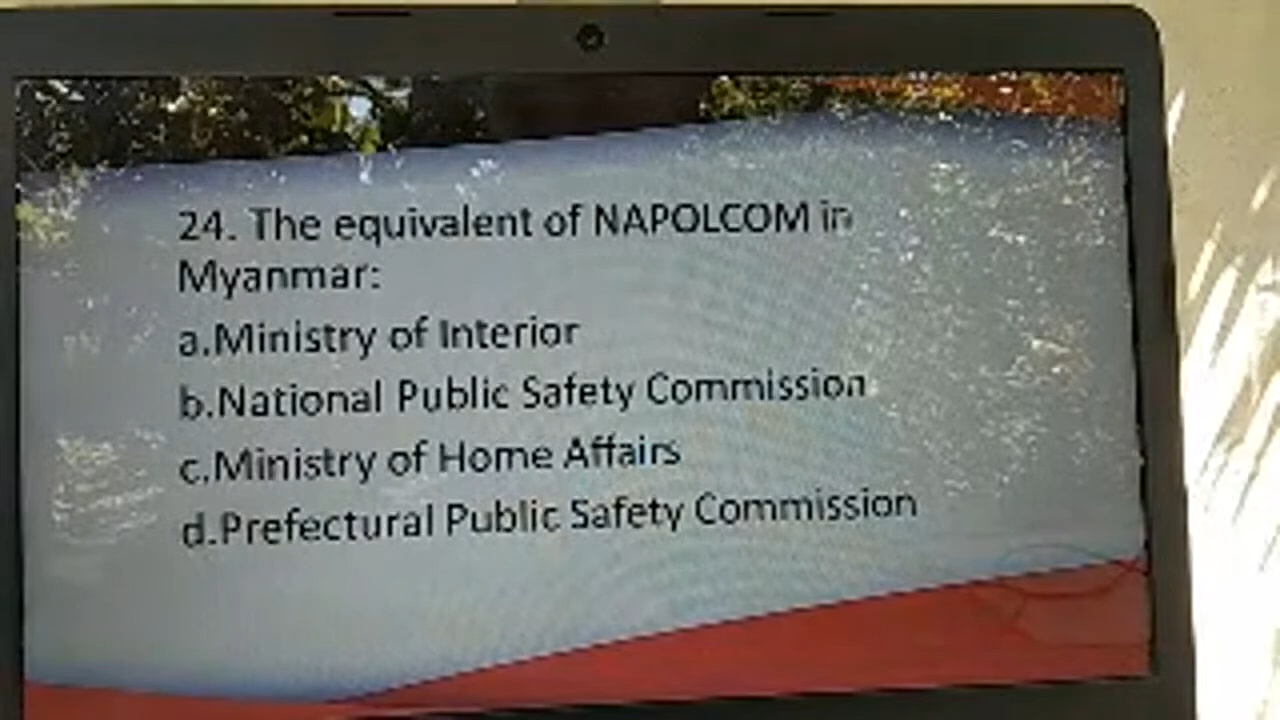 24. The equivalent of NAPOLCOM in
Myanmar:
a.Ministry of Interior
b.National Public Safety Commission
c.Ministry of Home Affairs
d.Prefectural Public Safety Commission